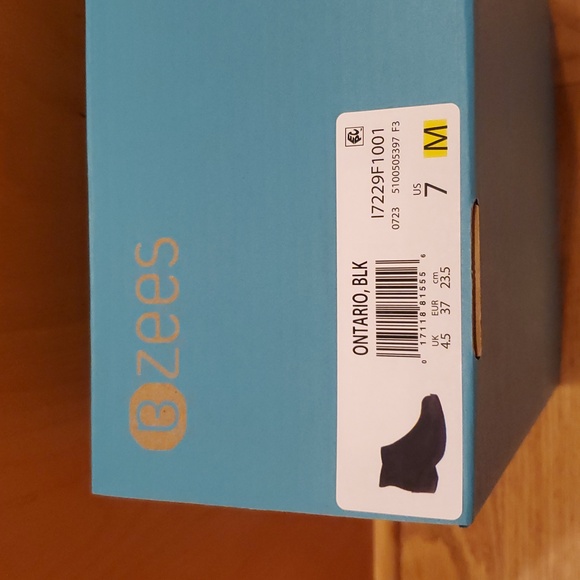 Bzees
ONTARIO, BLK
I7229F1001
0 17118 81555 6
0723 5100505397 F3
UK EUR cm US
4.5 37 23.5 7 M